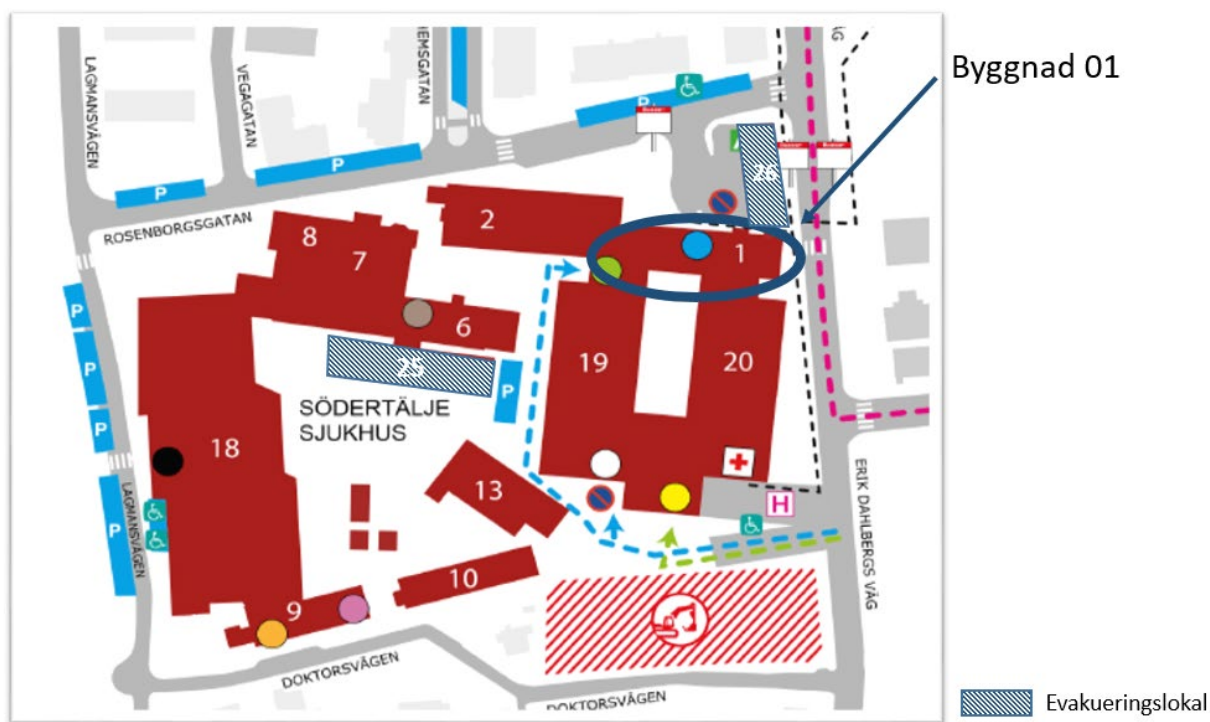 Byggnad 01
LAGMANSVÄGEN
VEGAGATAN
P
P
P
26
ROSENBORGSGATAN
8
7
2
1
P
P
P
P
6
25
P
19
20
SÖDERTÄLJE
SJUKHUS
18
13
H
LAGMANSVÄGEN
ERIK DAHLBERGS VÄG
10
9
DOKTORSVÄGEN
DOKTORSVÄGEN
Evakueringslokal